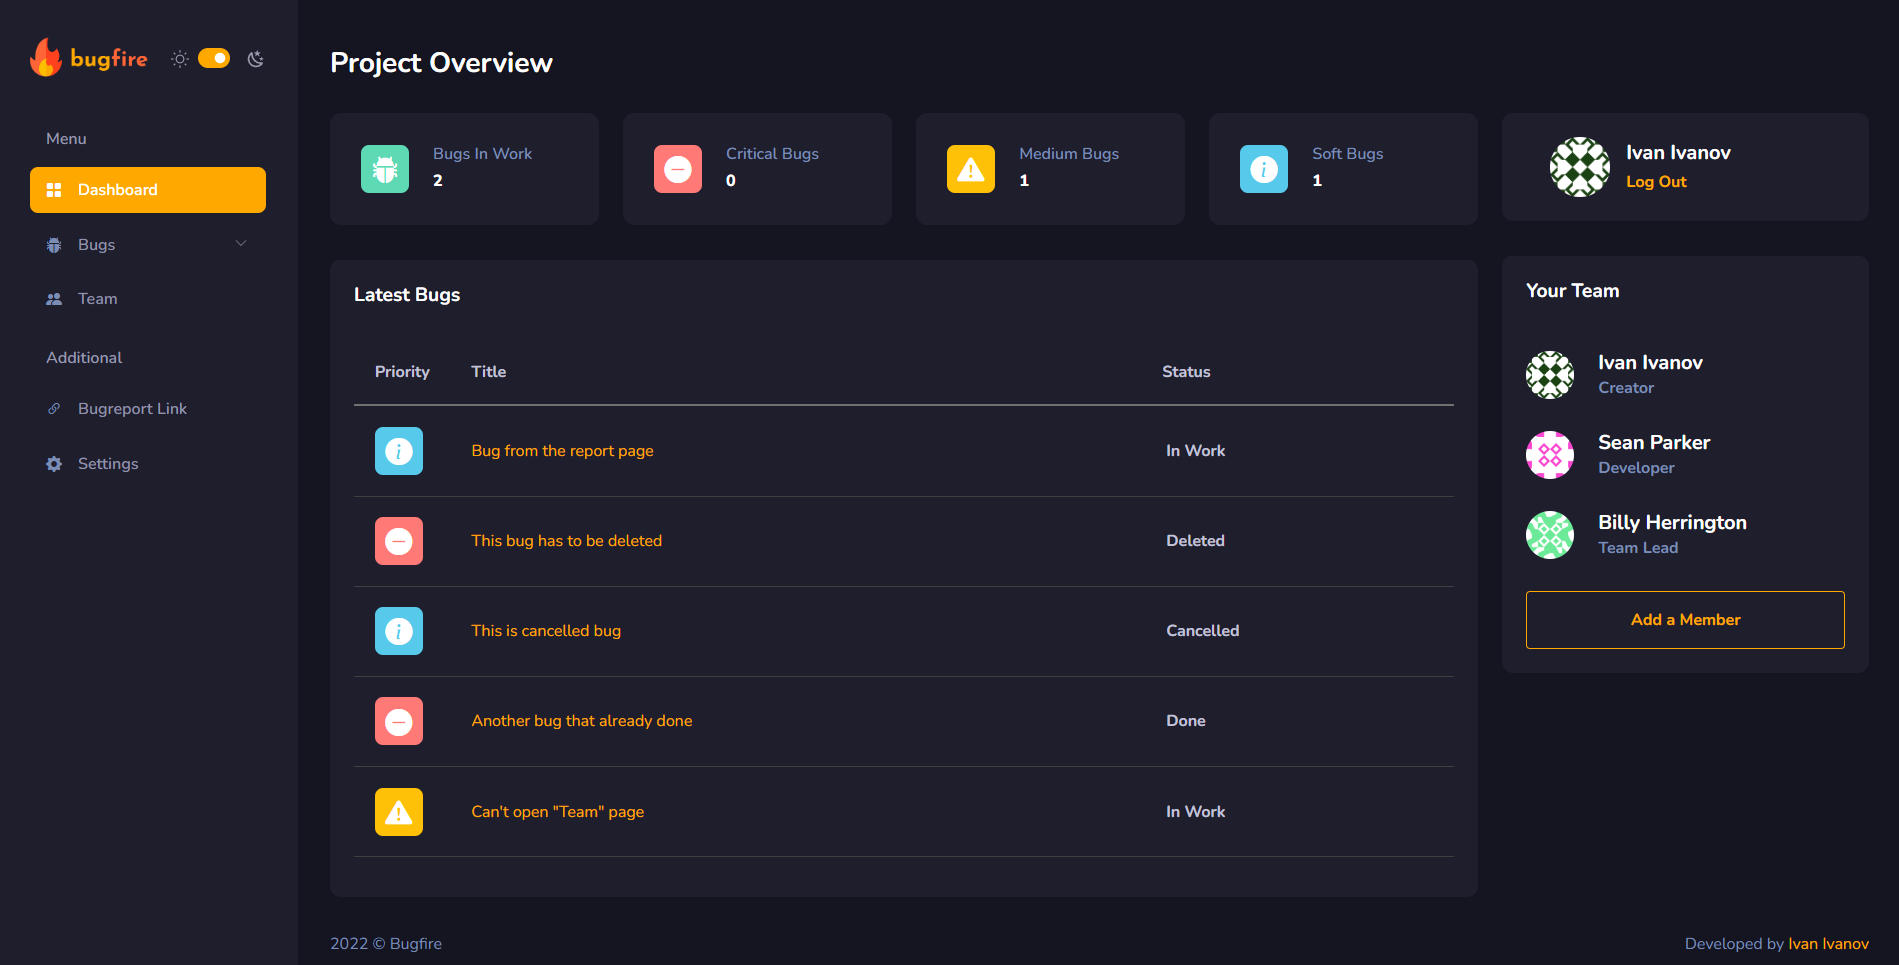 bugfire
Menu
Dashboard
Bugs
Team
Additional
Bugreport Link
Settings
Project Overview
Bugs In Work
2
Critical Bugs
0
Medium Bugs
1
Soft Bugs
1
Ivan Ivanov
Log Out
Latest Bugs
Priority Title Status
Bug from the report page In Work
This bug has to be deleted Deleted
This is cancelled bug Cancelled
Another bug that already done Done
Can't open "Team" page In Work
Your Team
Ivan Ivanov
Creator
Sean Parker
Developer
Billy Herrington
Team Lead
Add a Member
2022 © Bugfire
Developed by Ivan Ivanov